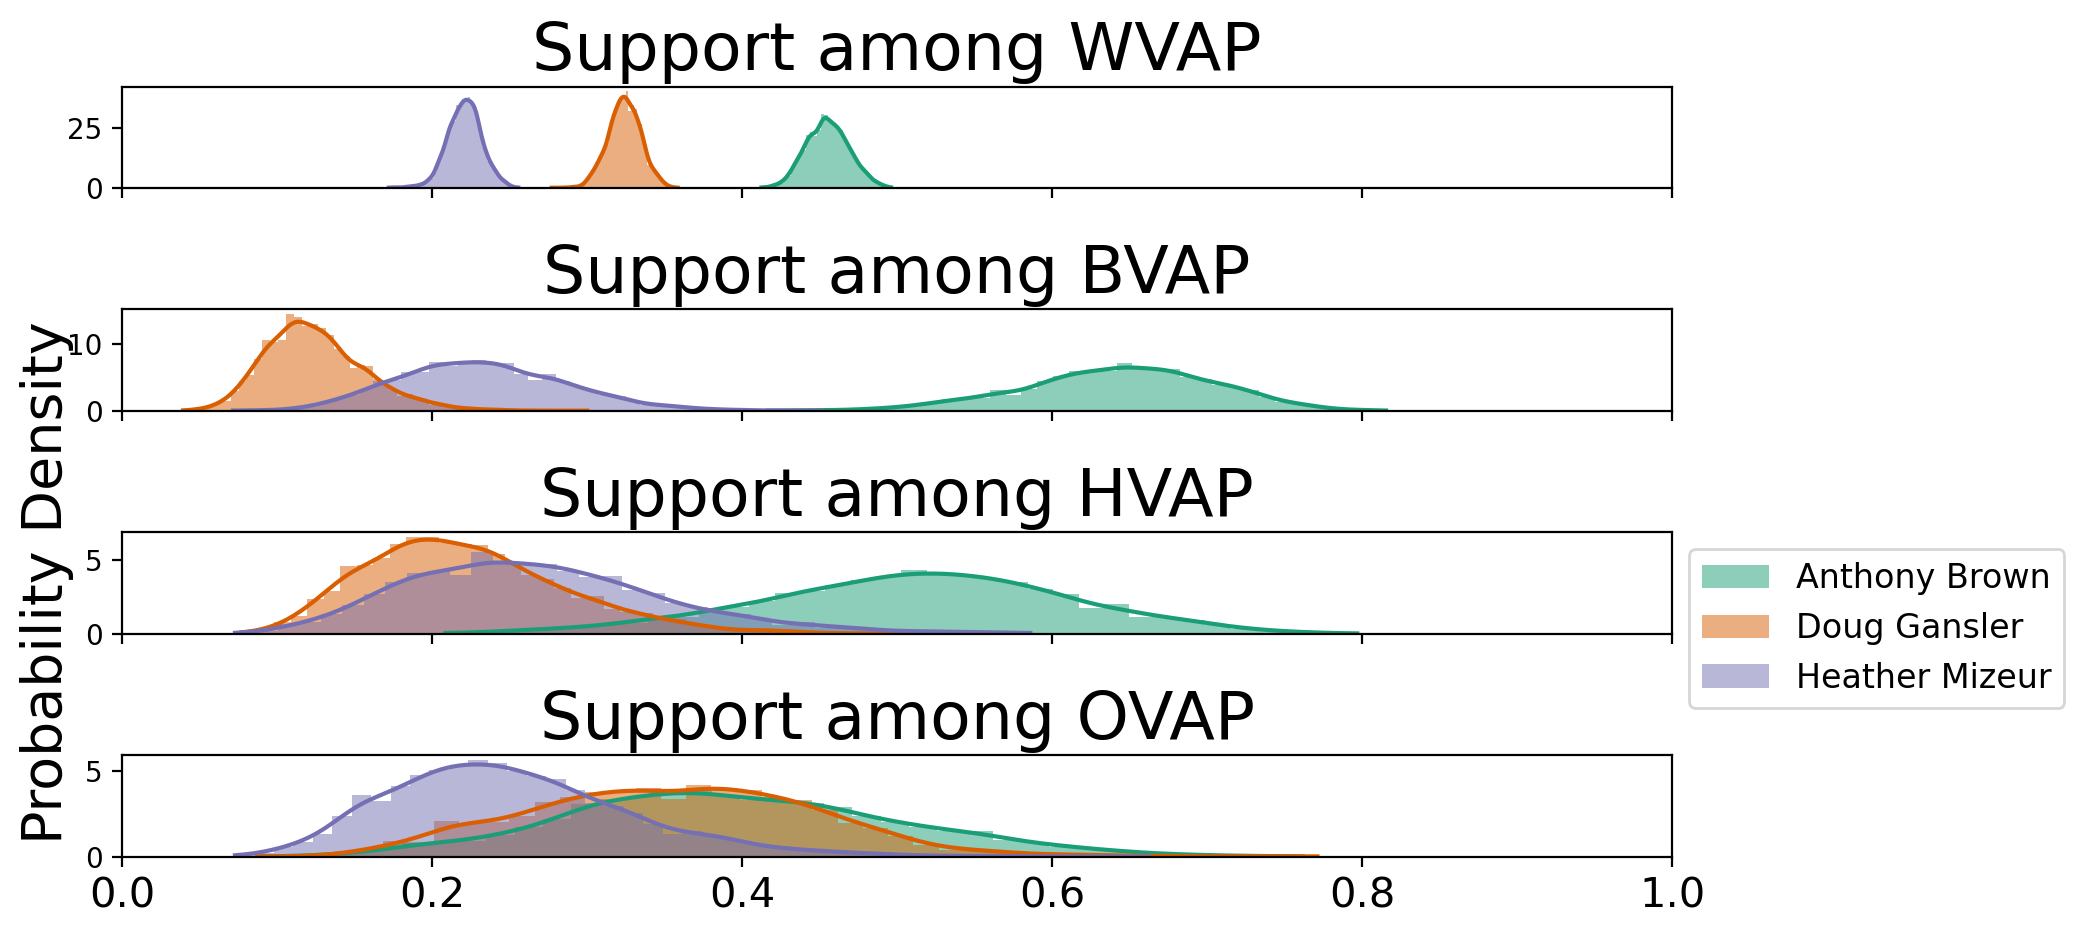 Support among WVAP
25
0
Support among BVAP
10
0
Support among HVAP
5
0
Support among OVAP
5
0
0.0 0.2 0.4 0.6 0.8 1.0
Probability Density
Anthony Brown
Doug Gansler
Heather Mizeur